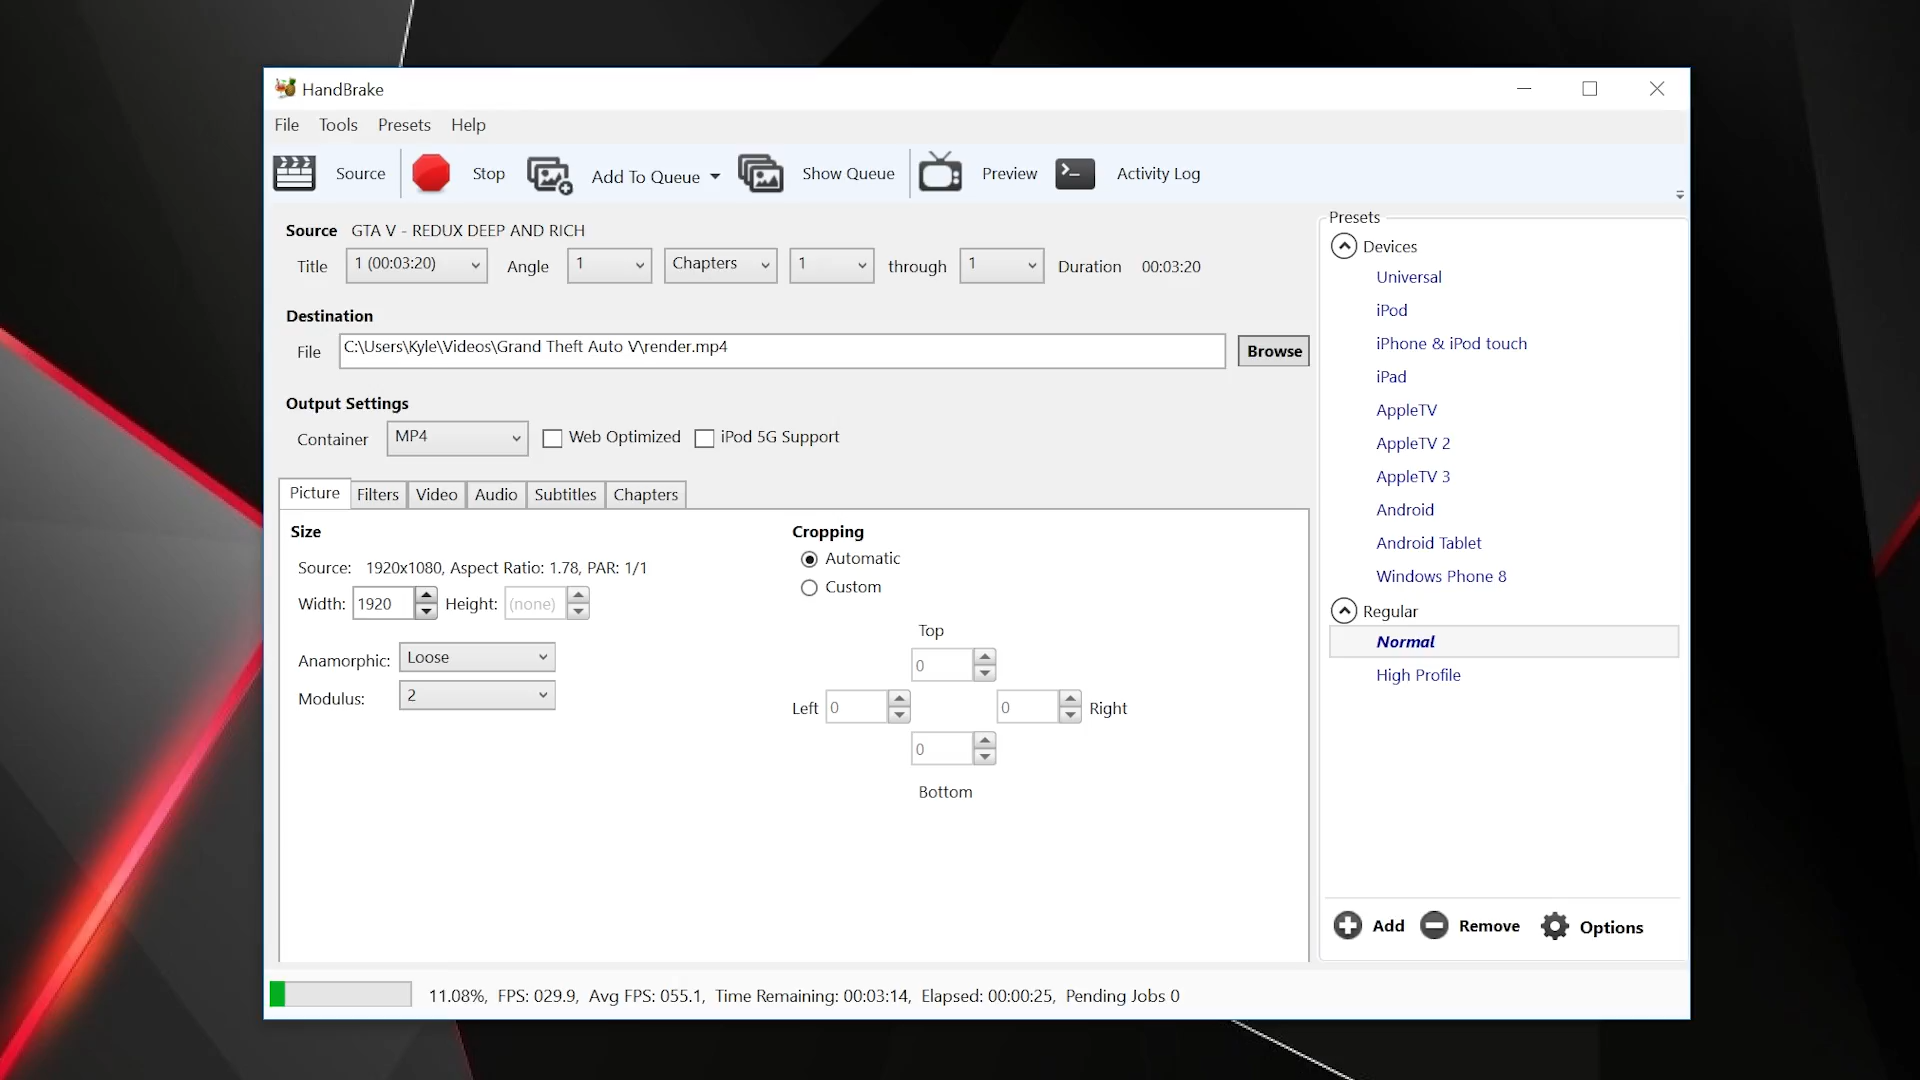 HandBrake
File Tools Presets Help
Source Stop Add To Queue Show Queue Preview Activity Log
Source GTA V - REDUX DEEP AND RICH
Title 1 (00:03:20) Angle 1 Chapters 1 through 1 Duration 00:03:20
Destination
File C:\Users\Kyle\Videos\Grand Theft Auto V\render.mp4 Browse
Output Settings
Container MP4 Web Optimized iPod 5G Support
Picture Filters Video Audio Subtitles Chapters
Size
Source: 1920x1080, Aspect Ratio: 1.78, PAR: 1/1
Width: 1920 Height: (none)
Anamorphic: Loose
Modulus: 2
Cropping
Automatic
Custom
Top
0
Left 0 0 Right
0
Bottom
Presets
Devices
Universal
iPod
iPhone & iPod touch
iPad
AppleTV
AppleTV 2
AppleTV 3
Android
Android Tablet
Windows Phone 8
Regular
Normal
High Profile
Add Remove Options
11.08%, FPS: 029.9, Avg FPS: 055.1, Time Remaining: 00:03:14, Elapsed: 00:00:25, Pending Jobs 0